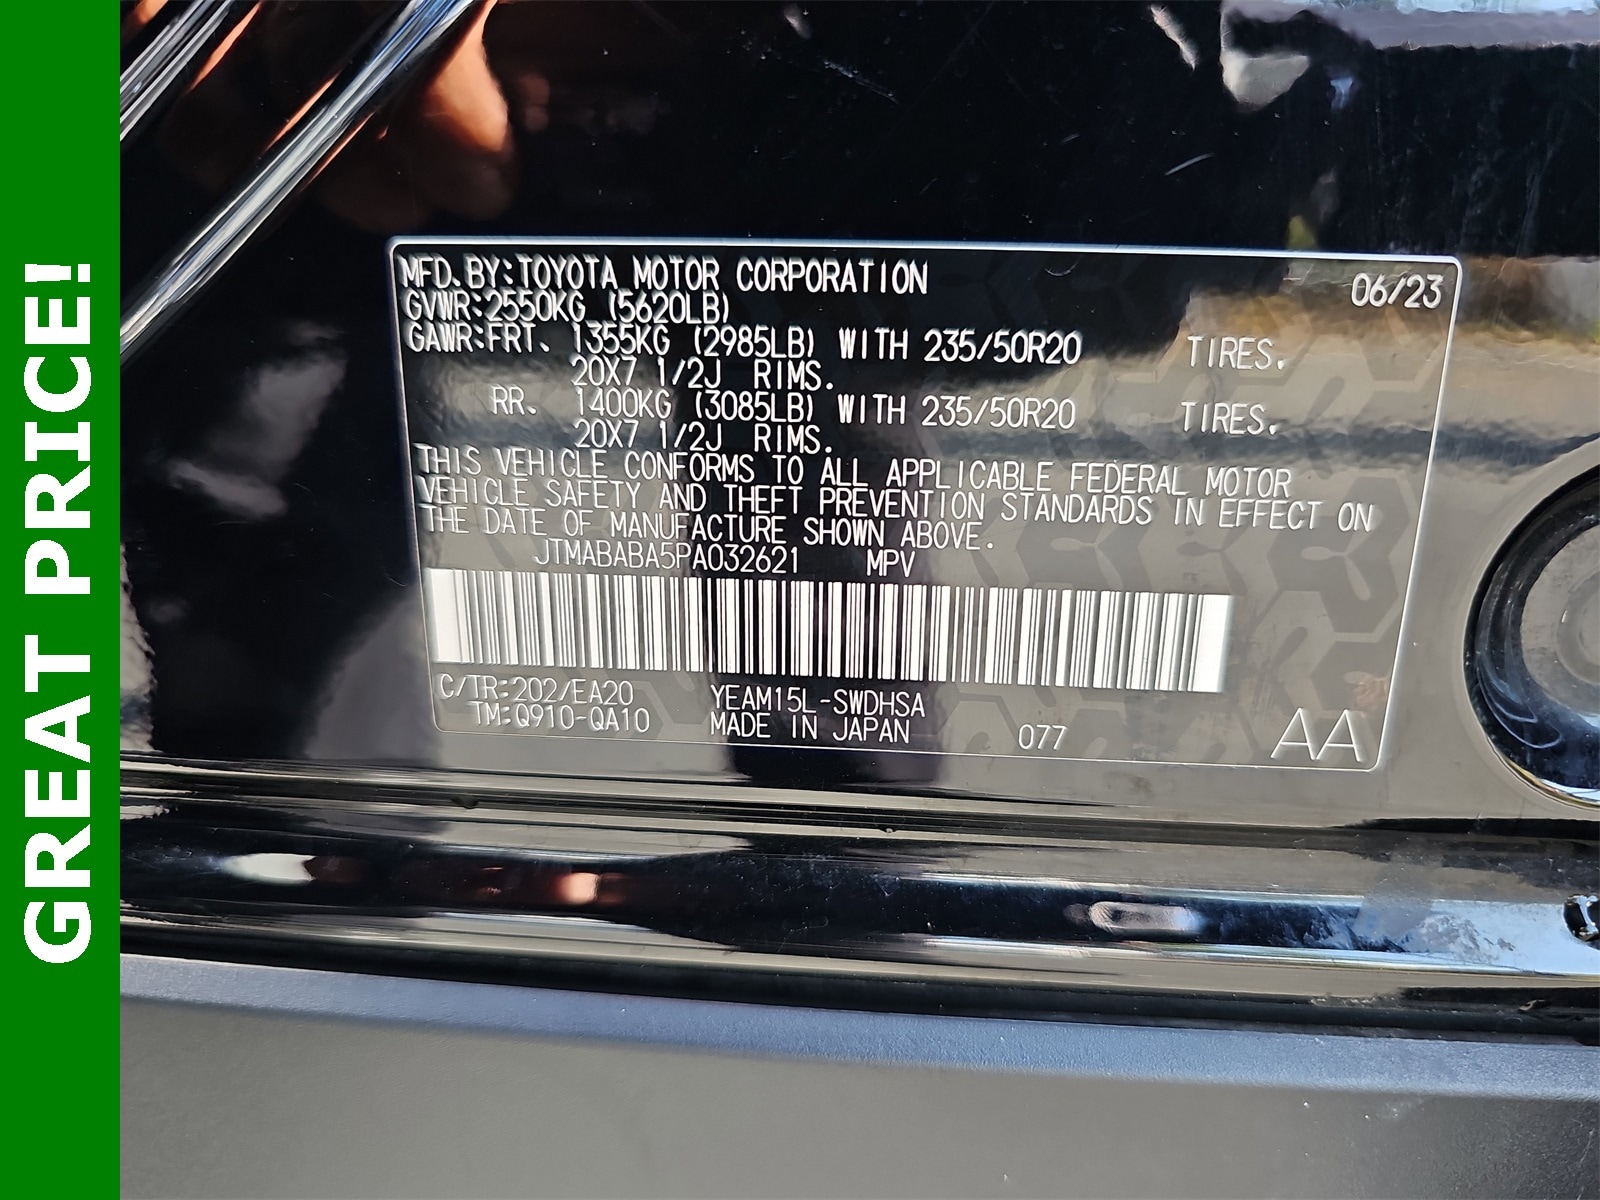 GREAT PRICE!
MFD.BY:TOYOTA MOTOR CORPORATION 06/23
GVWR:2550KG (5620LB)
GAWR:FRT. 1355KG (2985LB) WITH 235/50R20 TIRES.
20X7 1/2J RIMS.
RR. 1400KG (3085LB) WITH 235/50R20 TIRES.
20X7 1/2J RIMS.
THIS VEHICLE CONFORMS TO ALL APPLICABLE FEDERAL MOTOR
VEHICLE SAFETY AND THEFT PREVENTION STANDARDS IN EFFECT ON
THE DATE OF MANUFACTURE SHOWN ABOVE.
JTMABABA5PA032621 MPV
C/TR:202/EA20 YEAM15L-SWDHSA
TM:Q910-QA10 MADE IN JAPAN 077 AA